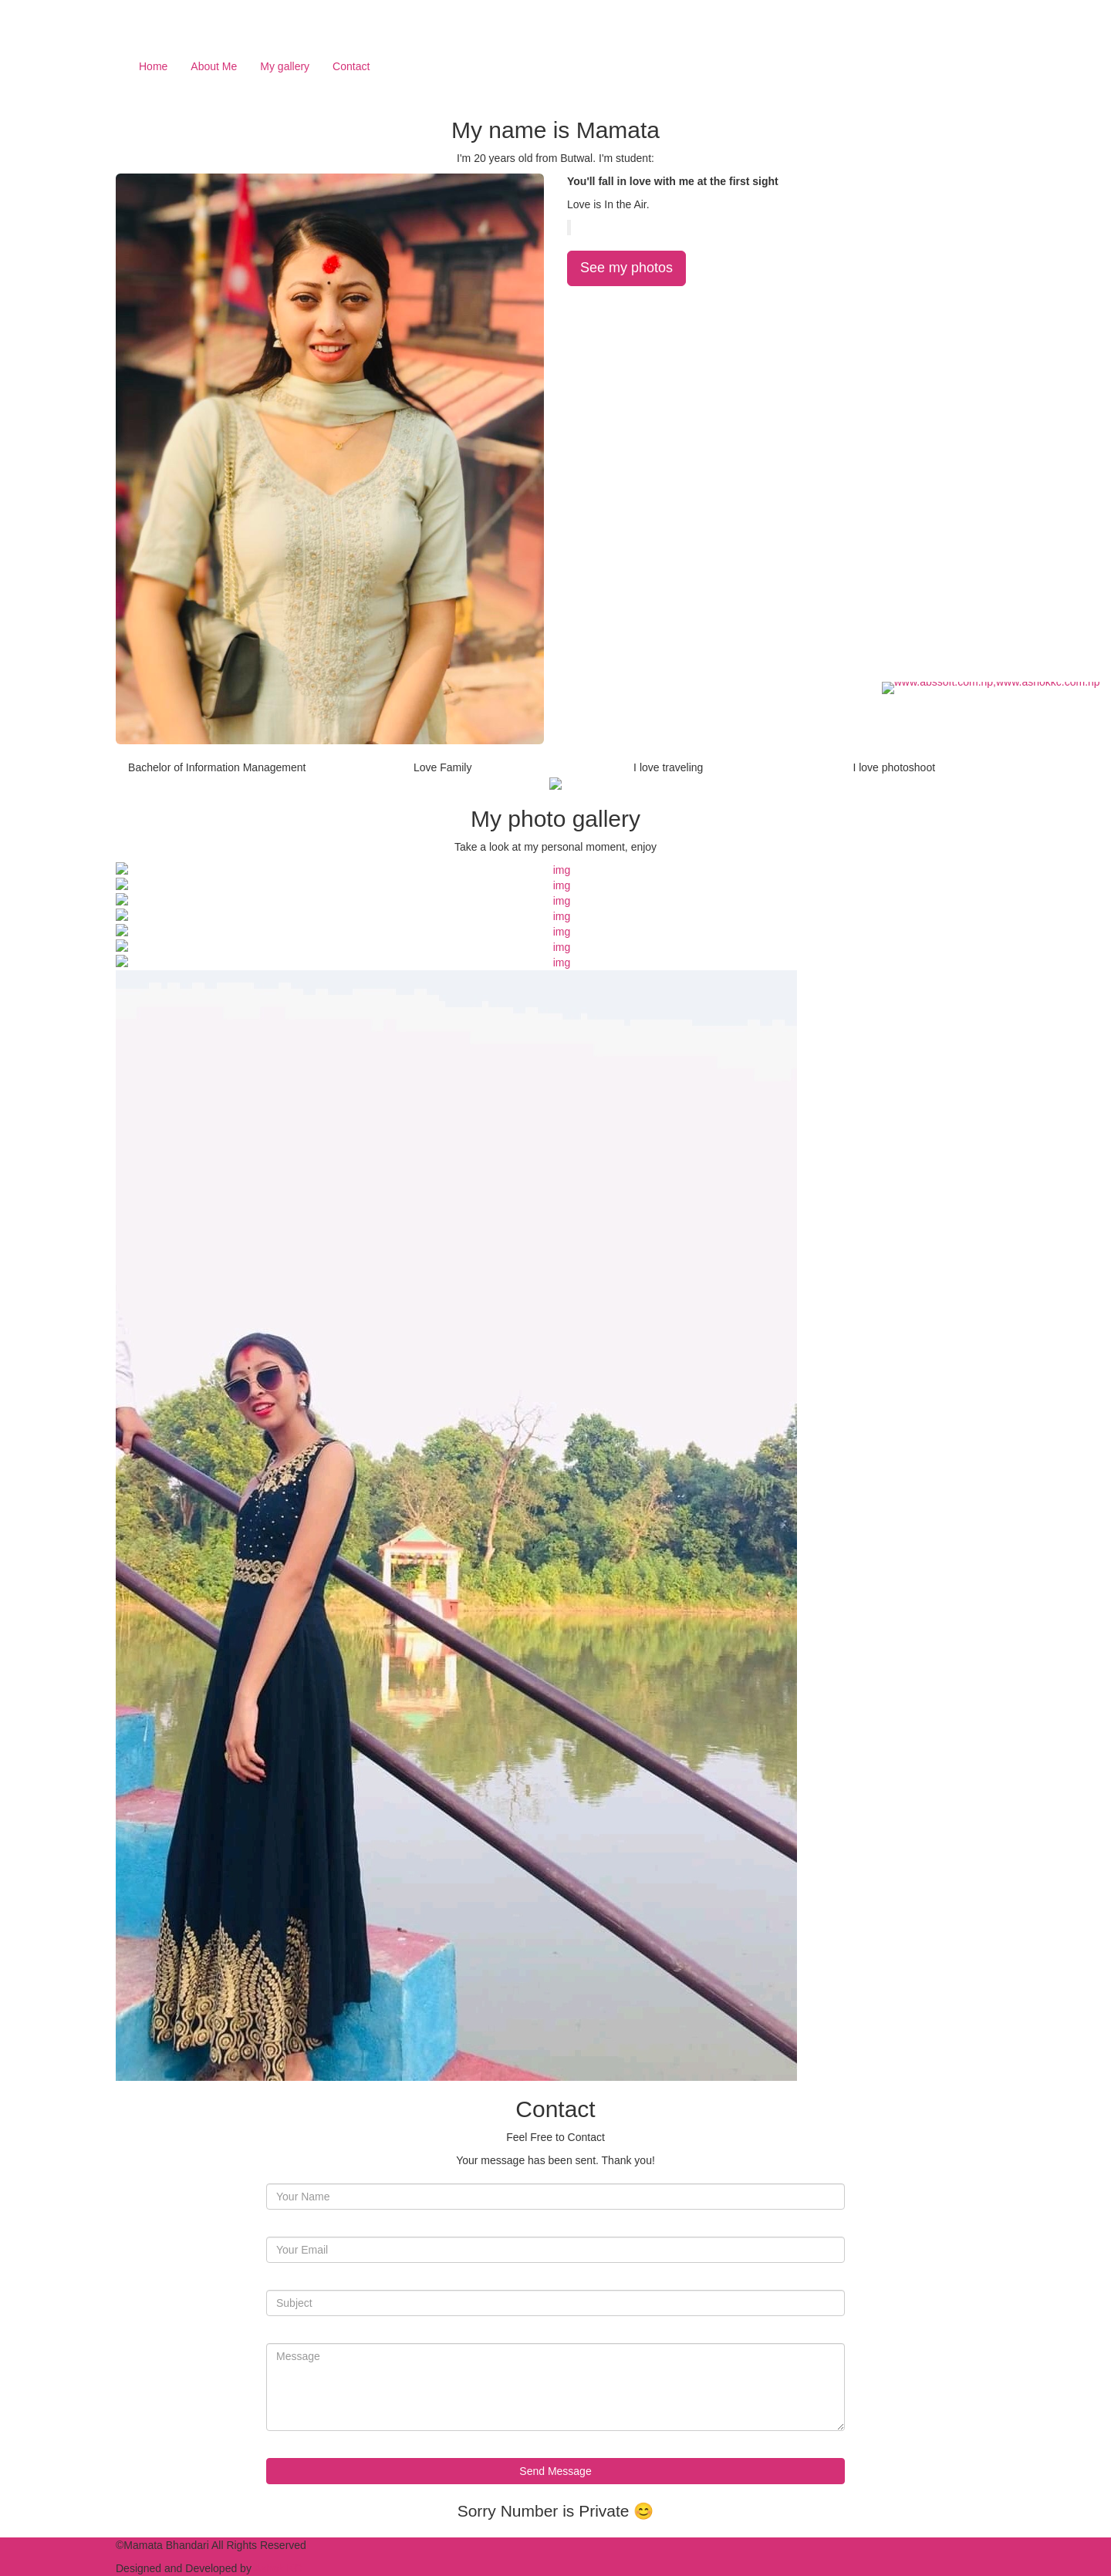 Home About Me My gallery Contact
My name is Mamata
I'm 20 years old from Butwal. I'm student:
You'll fall in love with me at the first sight
Love is In the Air.
See my photos
www.abssoft.com.np,www.ashokkc.com.np
Bachelor of Information Management Love Family I love traveling I love photoshoot
My photo gallery
Take a look at my personal moment, enjoy
img
img
img
img
img
img
img
Contact
Feel Free to Contact
Your message has been sent. Thank you!
Your Name
Your Email
Subject
Message
Send Message
Sorry Number is Private 😊
©Mamata Bhandari All Rights Reserved
Designed and Developed by